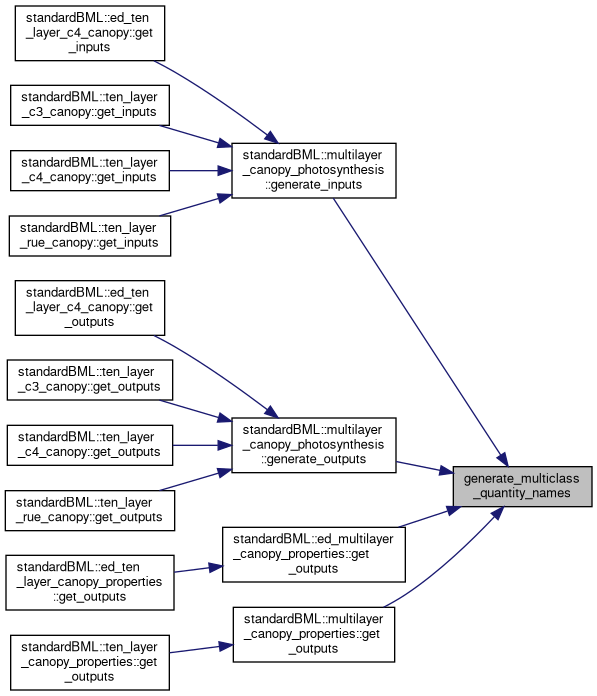 standardBML::ed_ten
_layer_c4_canopy::get
_inputs
standardBML::ten_layer
_c3_canopy::get_inputs
standardBML::ten_layer
_c4_canopy::get_inputs
standardBML::ten_layer
_rue_canopy::get_inputs
standardBML::multilayer
_canopy_photosynthesis
::generate_inputs
standardBML::ed_ten
_layer_c4_canopy::get
_outputs
standardBML::ten_layer
_c3_canopy::get_outputs
standardBML::ten_layer
_c4_canopy::get_outputs
standardBML::ten_layer
_rue_canopy::get_outputs
standardBML::multilayer
_canopy_photosynthesis
::generate_outputs
generate_multiclass
_quantity_names
standardBML::ed_multilayer
_canopy_properties::get
_outputs
standardBML::ed_ten
_layer_canopy_properties
::get_outputs
standardBML::multilayer
_canopy_properties::get
_outputs
standardBML::ten_layer
_canopy_properties::get
_outputs